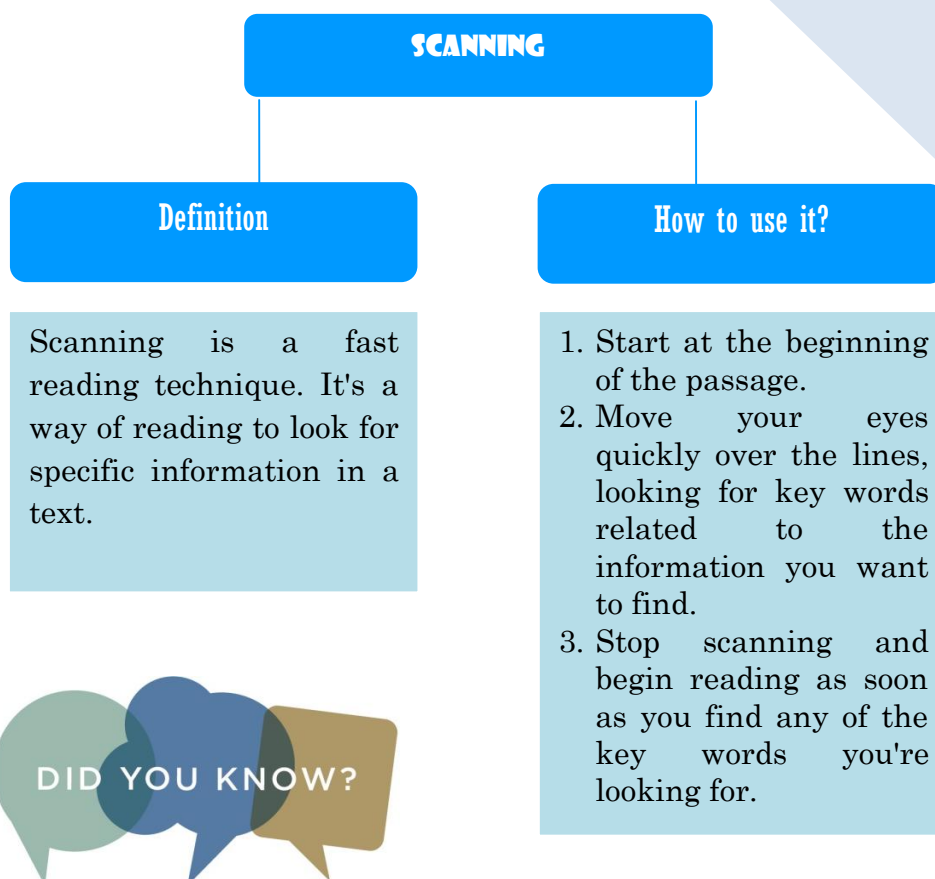 SCANNING
Definition
Scanning is a fast
reading technique. It's a
way of reading to look for
specific information in a
text.
How to use it?
1. Start at the beginning
of the passage.
2. Move your eyes
quickly over the lines,
looking for key words
related to the
information you want
to find.
3. Stop scanning and
begin reading as soon
as you find any of the
key words you're
looking for.
DID YOU KNOW?